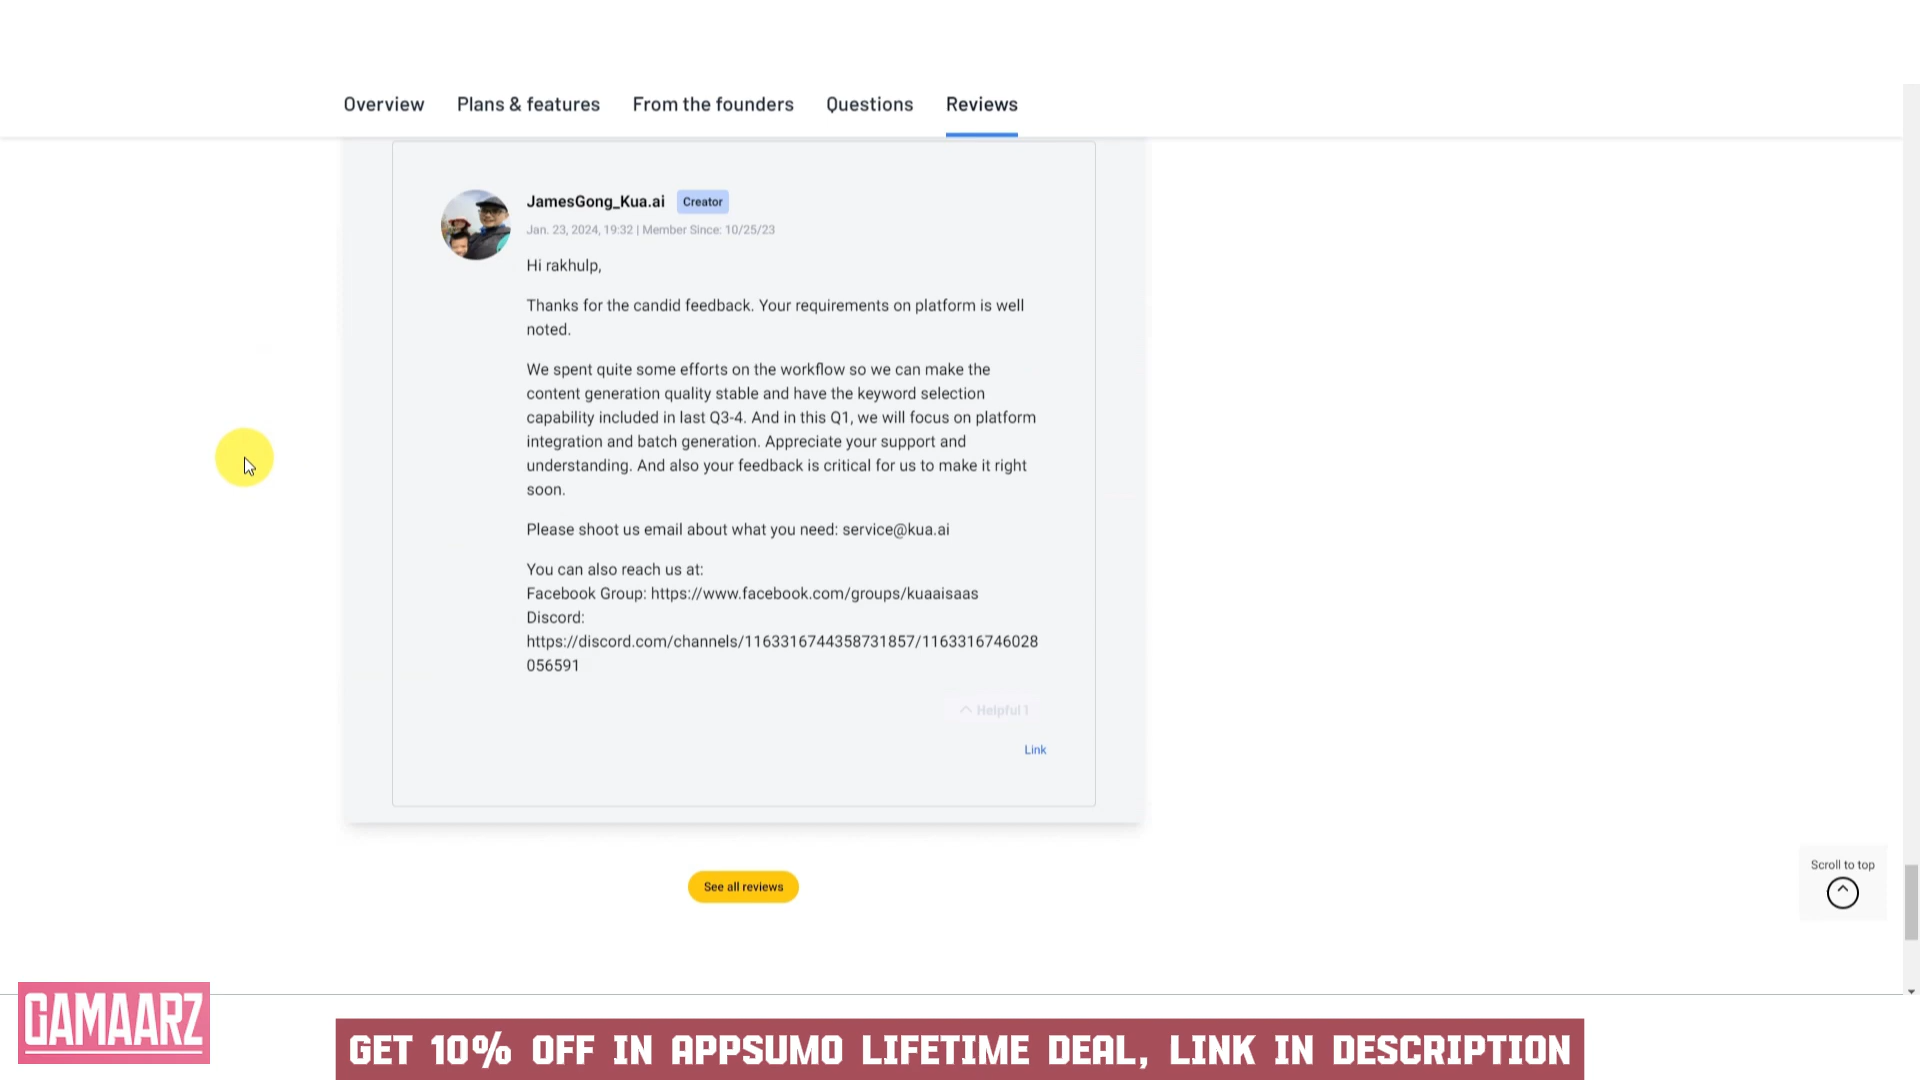 Overview Plans & features From the founders Questions Reviews
JamesGong_Kua.ai Creator
Jan. 23, 2024, 19:32 | Member Since: 10/25/23
Hi rakhulp,
Thanks for the candid feedback. Your requirements on platform is well
noted.
We spent quite some efforts on the workflow so we can make the
content generation quality stable and have the keyword selection
capability included in last Q3-4. And in this Q1, we will focus on platform
integration and batch generation. Appreciate your support and
understanding. And also your feedback is critical for us to make it right
soon.
Please shoot us email about what you need: service@kua.ai
You can also reach us at:
Facebook Group: https://www.facebook.com/groups/kuaaisaas
Discord:
https://discord.com/channels/1163316744358731857/1163316746028
056591
Helpful 1
Link
See all reviews
Scroll to top
GAMAARZ
GET 10% OFF IN APPSUMO LIFETIME DEAL, LINK IN DESCRIPTION